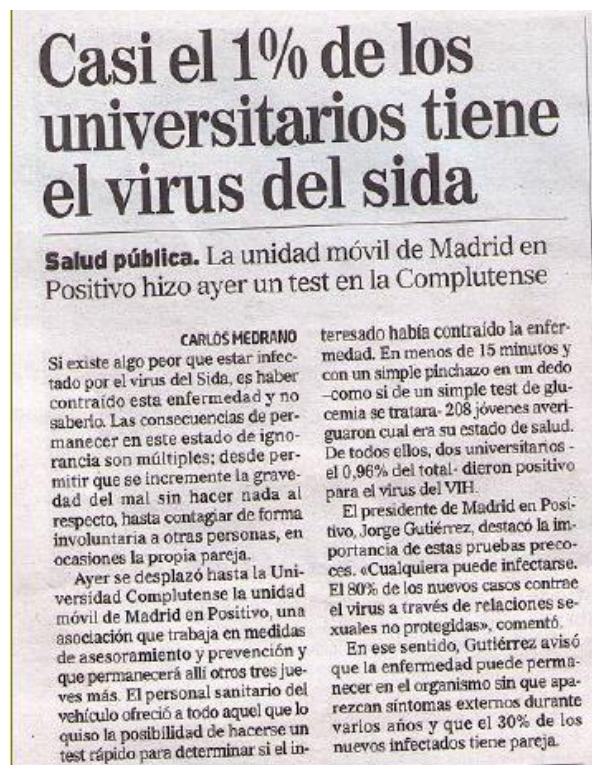 Casi el 1% de los
universitarios tiene
el virus del sida
Salud pública. La unidad móvil de Madrid en
Positivo hizo ayer un test en la Complutense
CARLOS MEDRANO
Si existe algo peor que estar infec-
tado por el virus del Sida, es haber
contraído esta enfermedad y no
saberlo. Las consecuencias de per-
manecer en este estado de igno-
rancia son múltiples; desde per-
mitir que se incremente la grave-
dad del mal sin hacer nada al
respecto, hasta contagiar de forma
involuntaria a otras personas, en
ocasiones la propia pareja.
Ayer se desplazó hasta la Uni-
versidad Complutense la unidad
móvil de Madrid en Positivo, una
asociación que trabaja en medidas
de asesoramiento y prevención y
que permanecerá allí otros tres jue-
ves más. El personal sanitario del
vehículo ofreció a todo aquel que lo
quiso la posibilidad de hacerse un
test rápido para determinar si el in-
teresado había contraído la enfer-
medad. En menos de 15 minutos y
con un simple pinchazo en un dedo
–como si de un simple test de glu-
cemia se tratara- 208 jóvenes averi-
guaron cual era su estado de salud.
De todos ellos, dos universitarios -
el 0,96% del total- dieron positivo
para el virus del VIH.
El presidente de Madrid en Posi-
tivo, Jorge Gutiérrez, destacó la im-
portancia de estas pruebas preco-
ces. «Cualquiera puede infectarse.
El 80% de los nuevos casos contrae
el virus a través de relaciones se-
xuales no protegidas», comentó.
En ese sentido, Gutiérrez avisó
que la enfermedad puede perma-
necer en el organismo sin que apa-
rezcan síntomas externos durante
varios años y que el 30% de los
nuevos infectados tiene pareja.